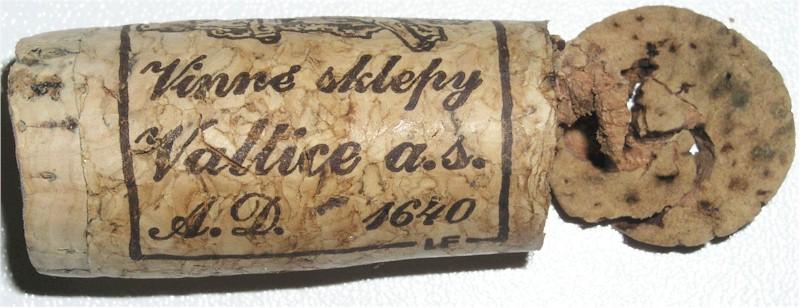 Vinné sklepy
Valtice a.s.
A.D. - 1640
LF